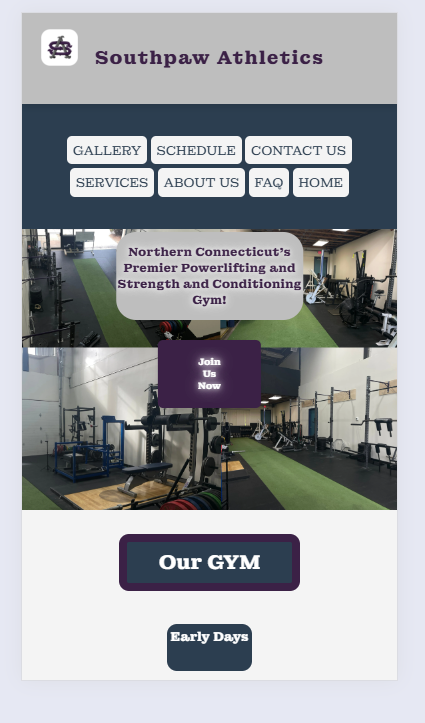 Southpaw Athletics
GALLERY SCHEDULE CONTACT US
SERVICES ABOUT US FAQ HOME
Northern Connecticut's
Premier Powerlifting and
Strength and Conditioning
Gym!
Join
Us
Now
Our GYM
Early Days